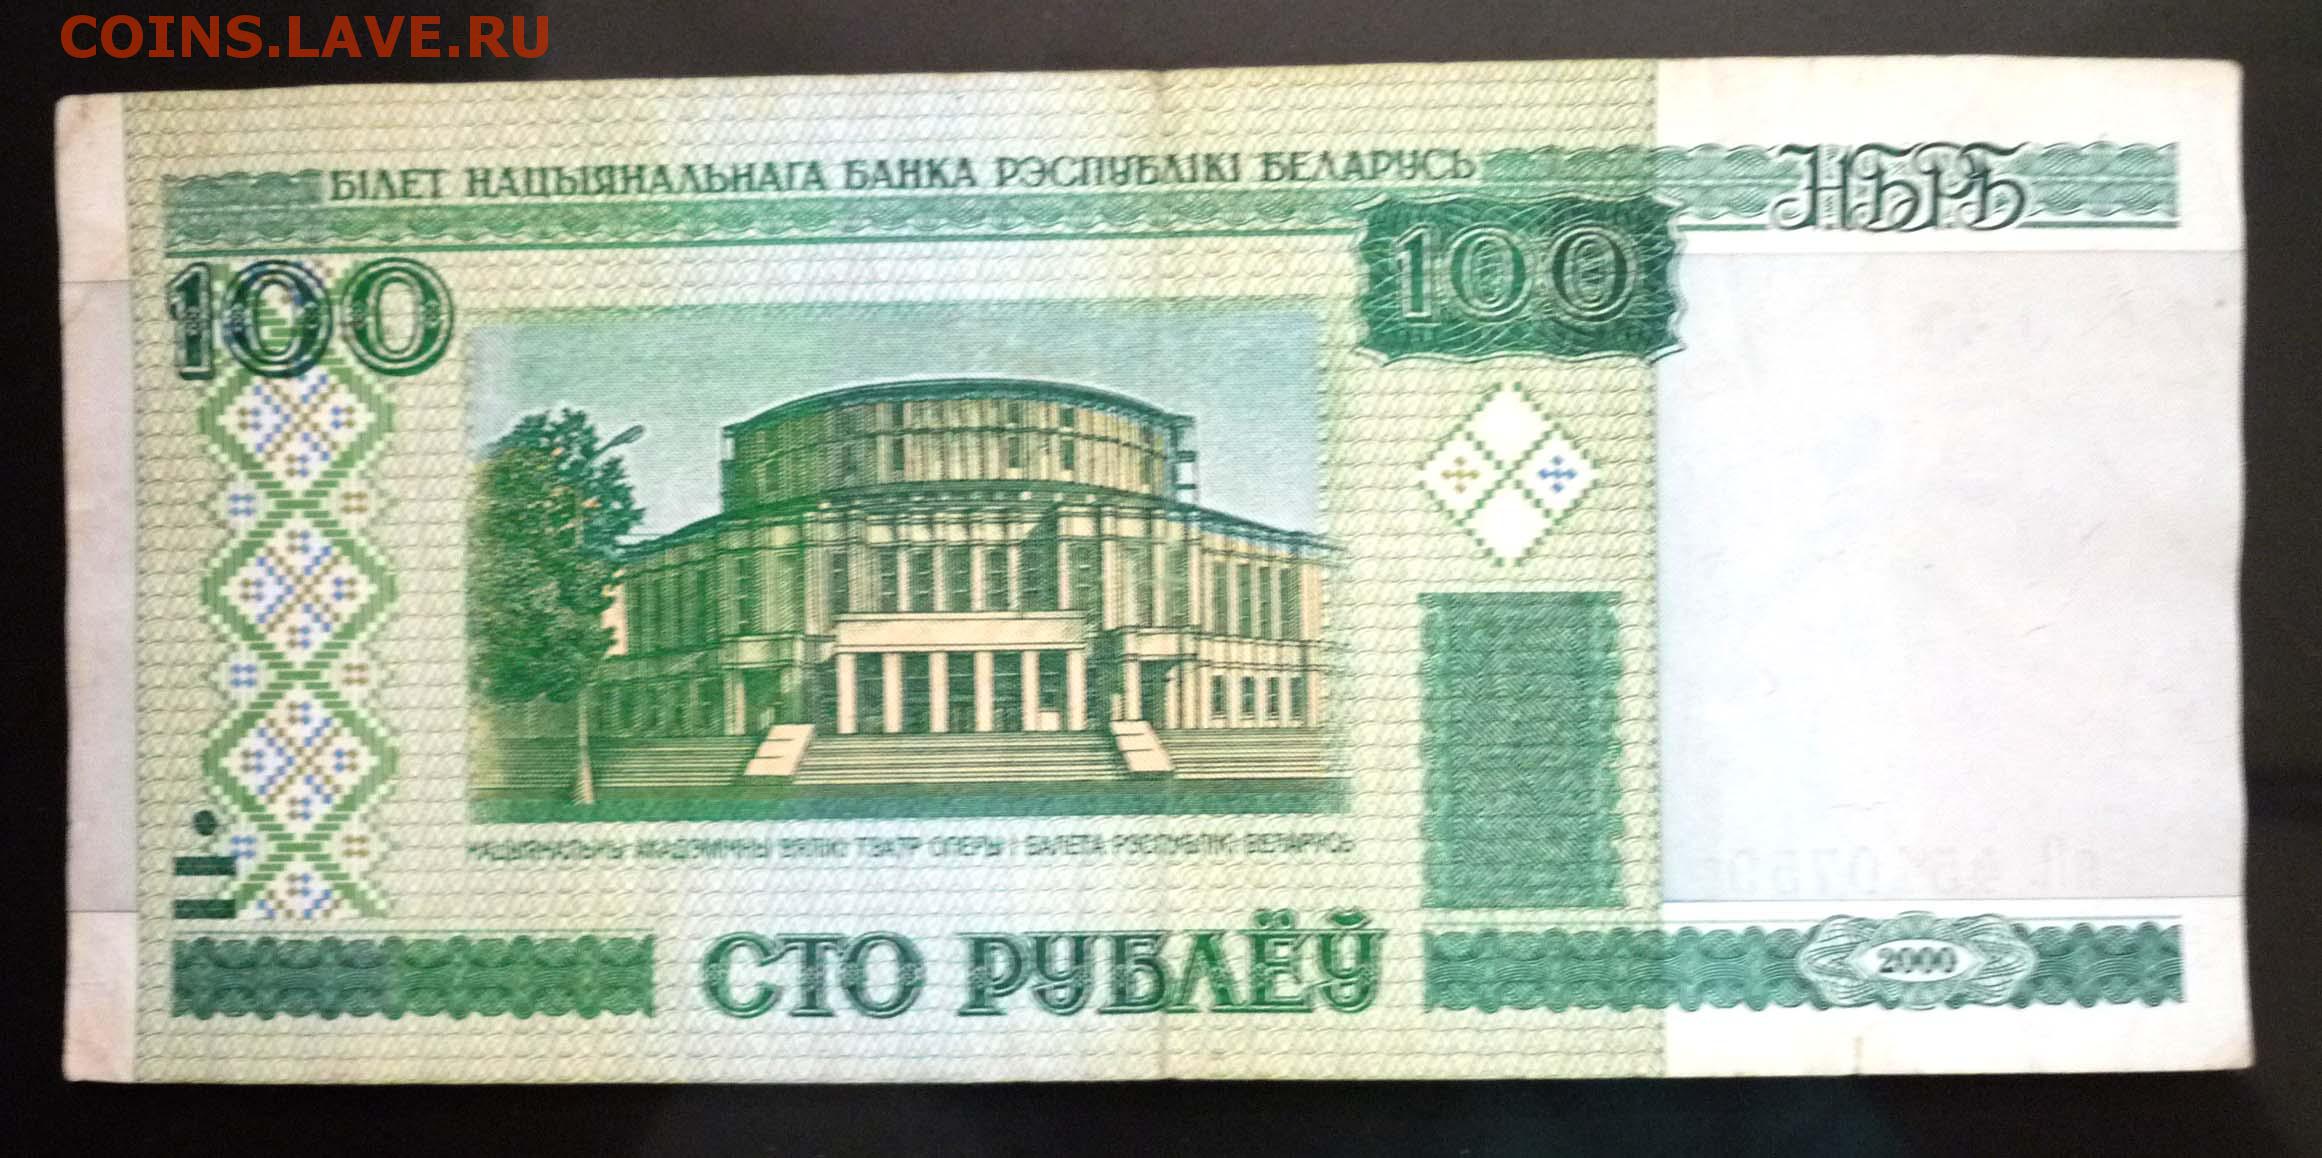 COINS.LAVE.RU
БІЛЕТ НАЦЫЯНАЛЬНАГА БАНКА РЭСПУБЛІКІ БЕЛАРУСЬ
НБРБ
100
100
НАЦЫЯНАЛЬНЫ АКАДЭМІЧНЫ ВЯЛІКІ ТЭАТР ОПЕРЫ І БАЛЕТА РЭСПУБЛІКІ БЕЛАРУСЬ
СТО РУБЛЁЎ
2000